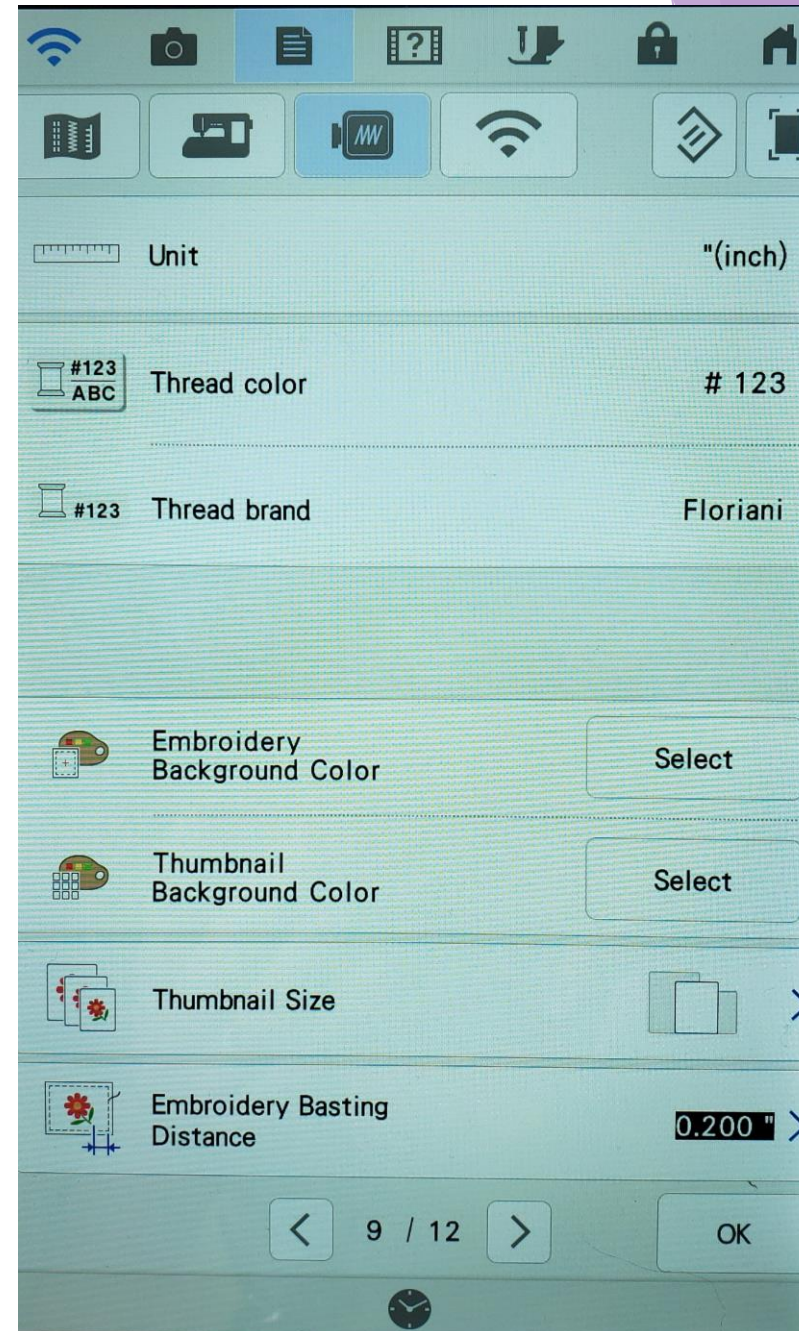 Unit "(inch)
#123
ABC
Thread color # 123
#123 Thread brand Floriani
Embroidery
Background Color
Select
Thumbnail
Background Color
Select
Thumbnail Size
Embroidery Basting
Distance
0.200 "
9 / 12
OK